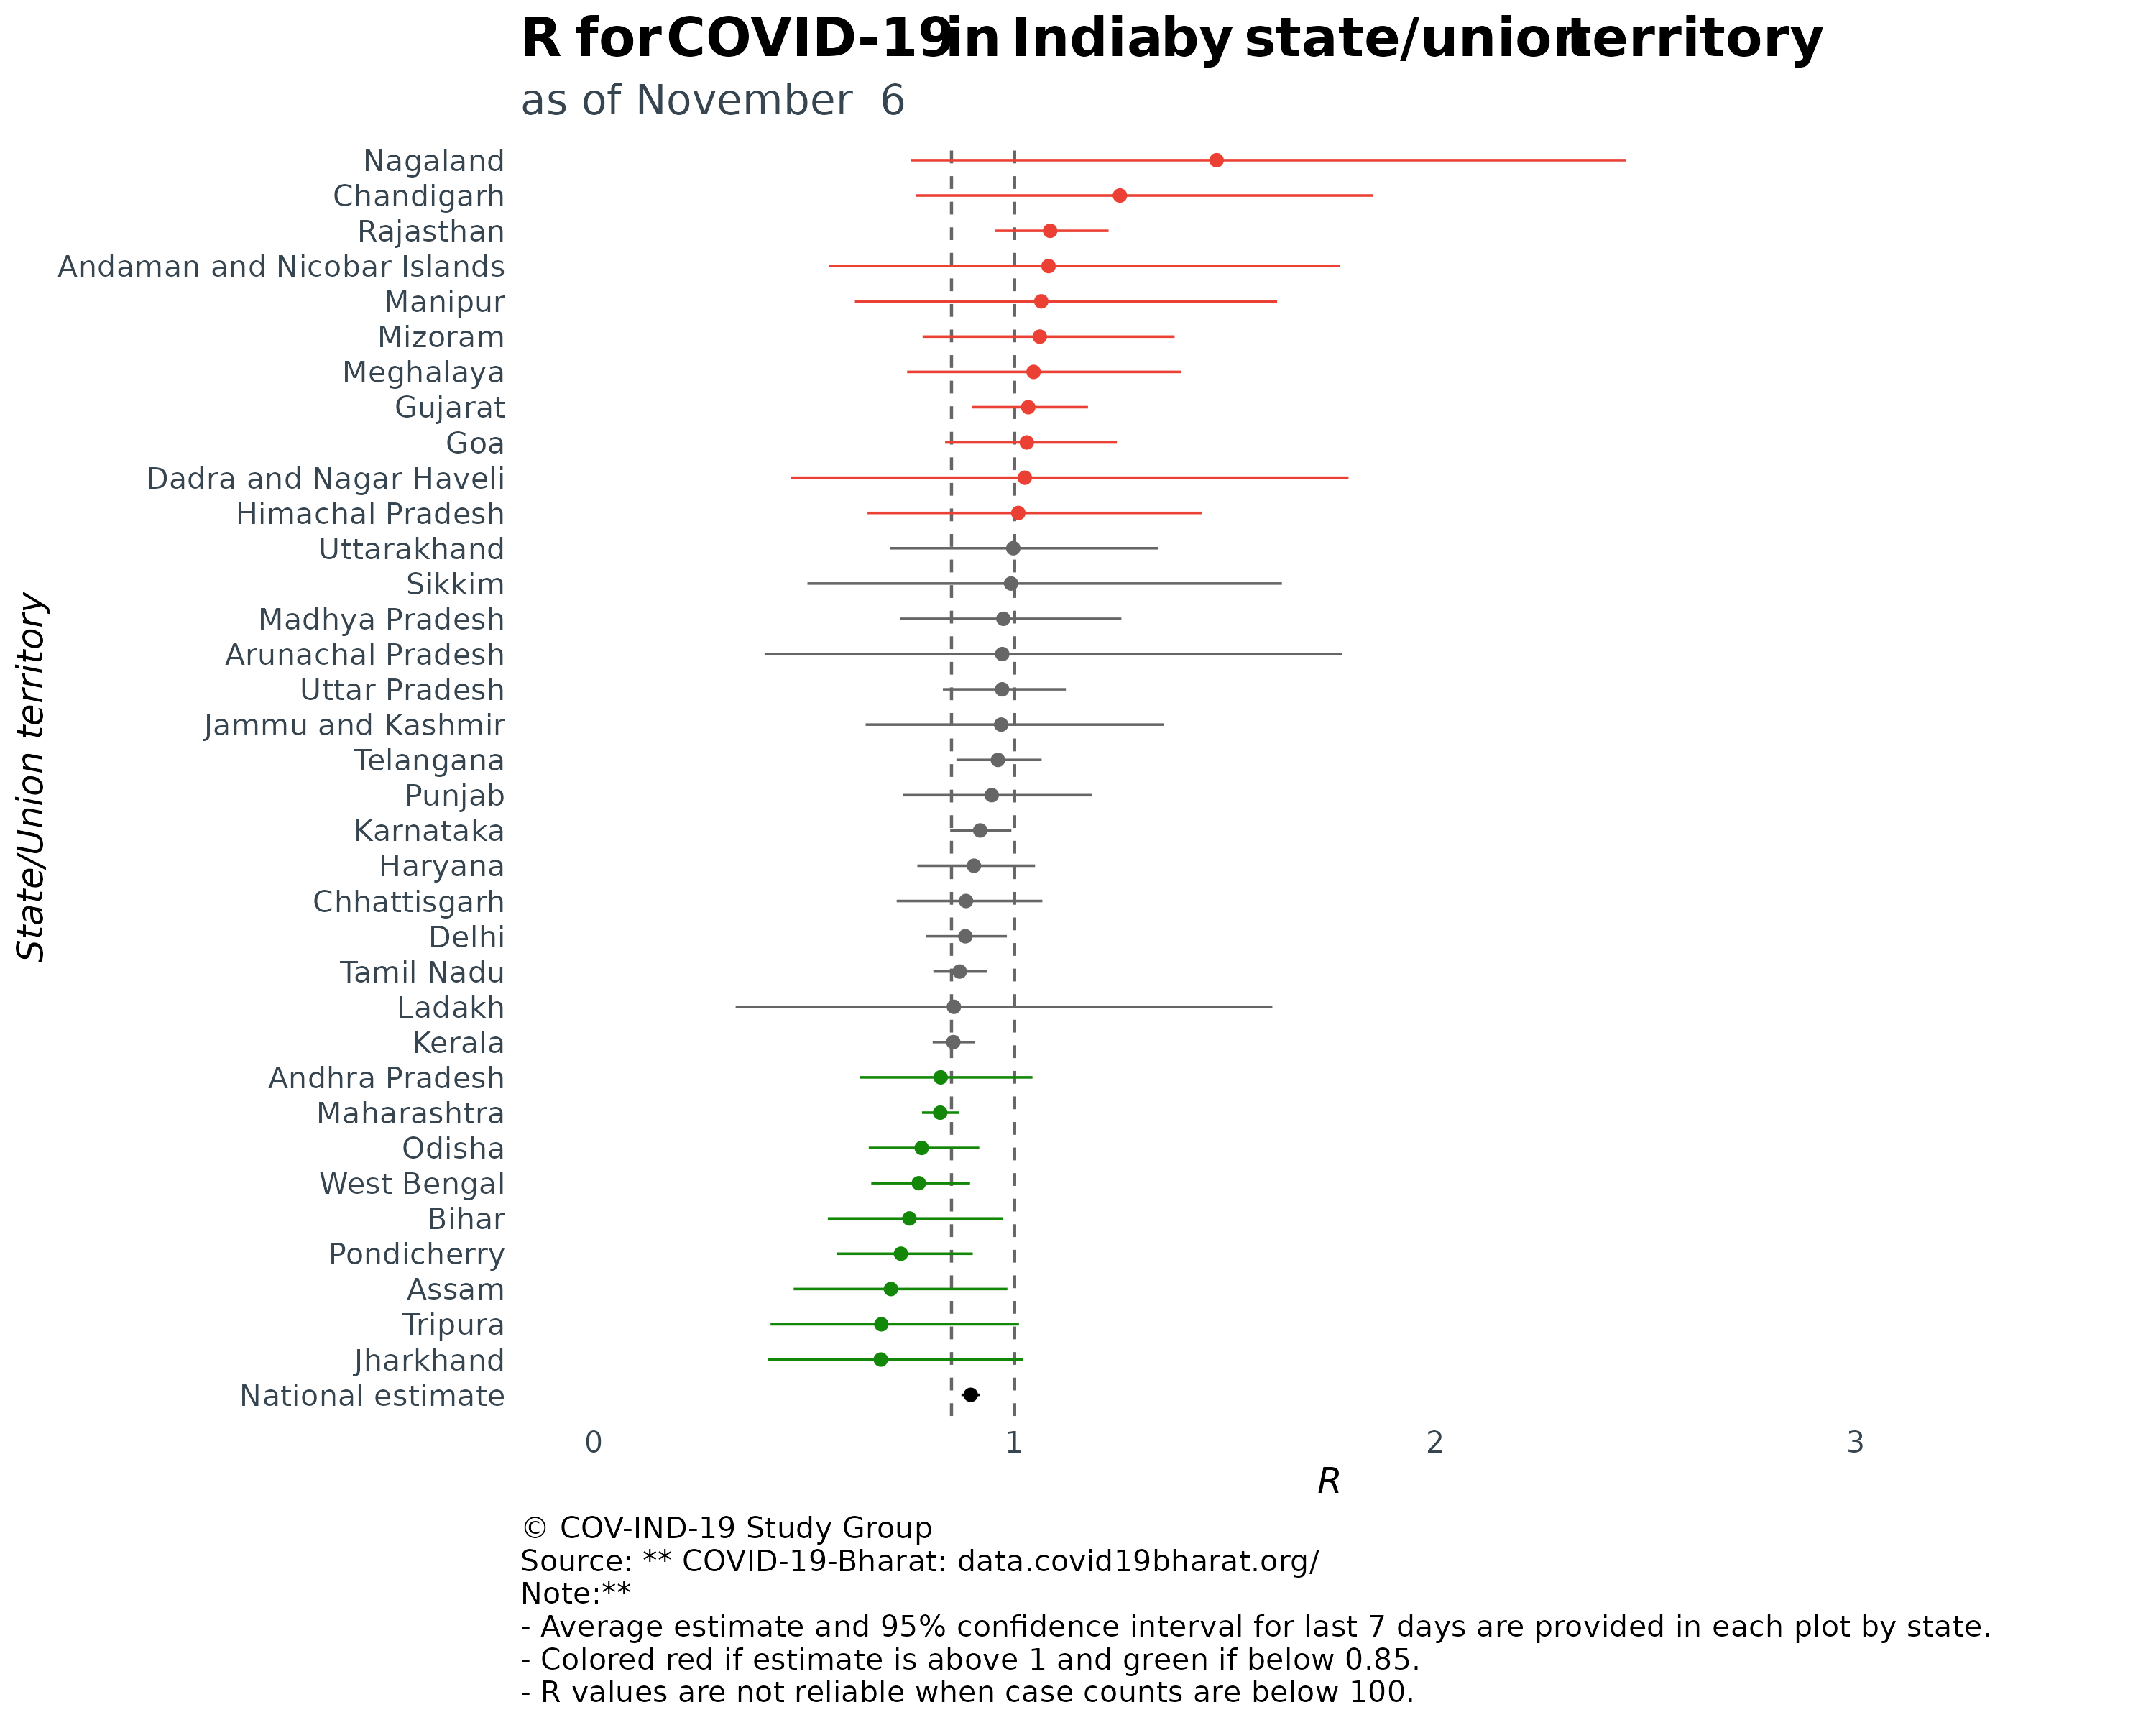 R for COVID-19 in India by state/union territory
as of November  6
Nagaland
Chandigarh
Rajasthan
Andaman and Nicobar Islands
Manipur
Mizoram
Meghalaya
Gujarat
Goa
Dadra and Nagar Haveli
Himachal Pradesh
Uttarakhand
Sikkim
Madhya Pradesh
Arunachal Pradesh
Uttar Pradesh
Jammu and Kashmir
Telangana
Punjab
Karnataka
Haryana
Chhattisgarh
Delhi
Tamil Nadu
Ladakh
Kerala
Andhra Pradesh
Maharashtra
Odisha
West Bengal
Bihar
Pondicherry
Assam
Tripura
Jharkhand
National estimate
State/Union territory
0 1 2 3
R
© COV-IND-19 Study Group
Source: ** COVID-19-Bharat: data.covid19bharat.org/
Note:**
- Average estimate and 95% confidence interval for last 7 days are provided in each plot by state.
- Colored red if estimate is above 1 and green if below 0.85.
- R values are not reliable when case counts are below 100.